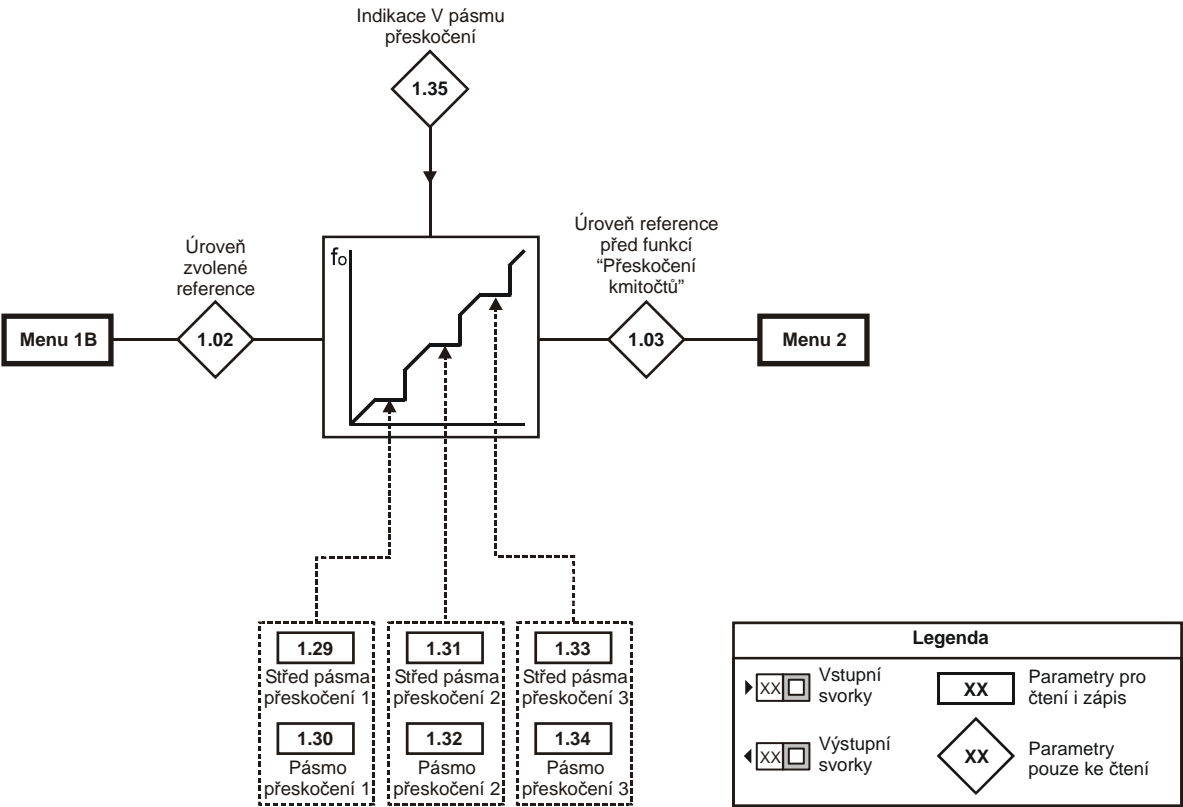 Indikace V pásmu
přeskočení
1.35
Úroveň
zvolené
reference
Úroveň reference
před funkcí
“Přeskočení
kmitočtů”
fo
Menu 1B
1.02
1.03
Menu 2
1.29
Střed pásma
přeskočení 1
1.30
Pásmo
přeskočení 1
1.31
Střed pásma
přeskočení 2
1.32
Pásmo
přeskočení 2
1.33
Střed pásma
přeskočení 3
1.34
Pásmo
přeskočení 3
Legenda
XX
Vstupní
svorky
XX
Parametry pro
čtení i zápis
XX
Výstupní
svorky
XX
Parametry
pouze ke čtení